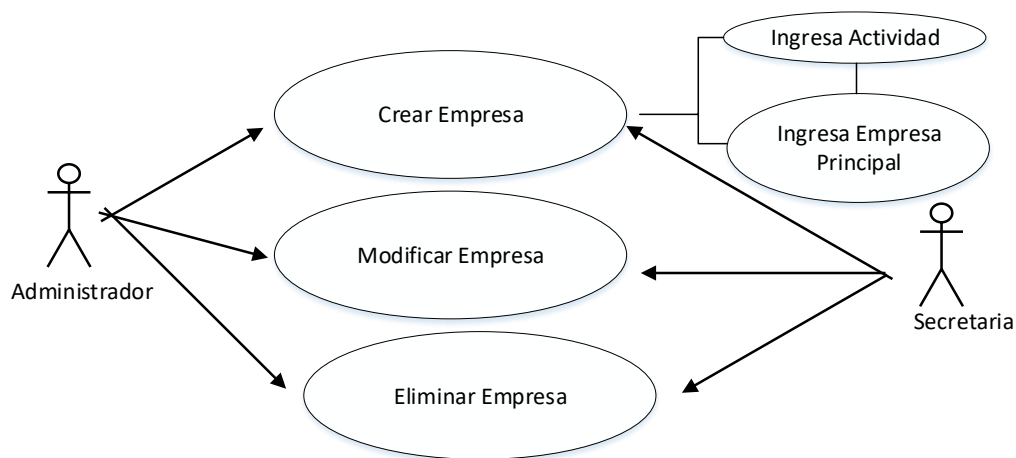 Ingresa Actividad
Crear Empresa
Ingresa Empresa
Principal
Modificar Empresa
Administrador
Secretaria
Eliminar Empresa